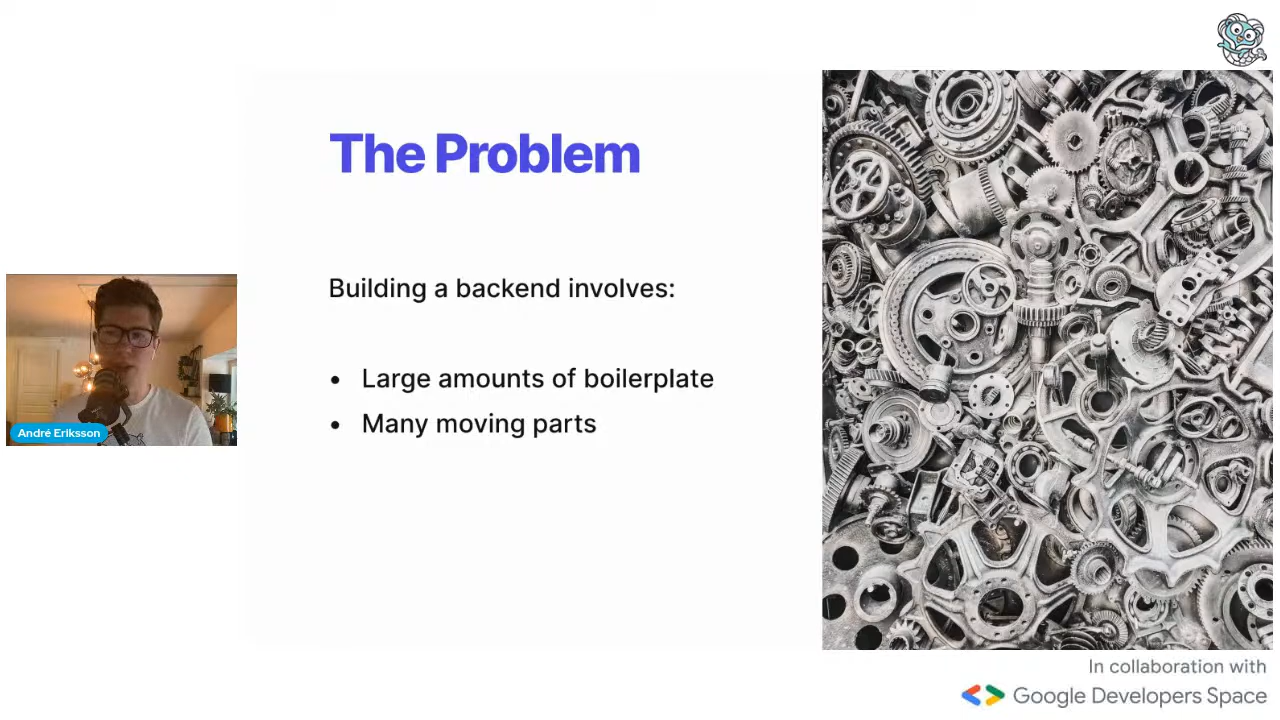 The Problem
Building a backend involves:
• Large amounts of boilerplate
• Many moving parts
André Eriksson
In collaboration with
Google Developers Space